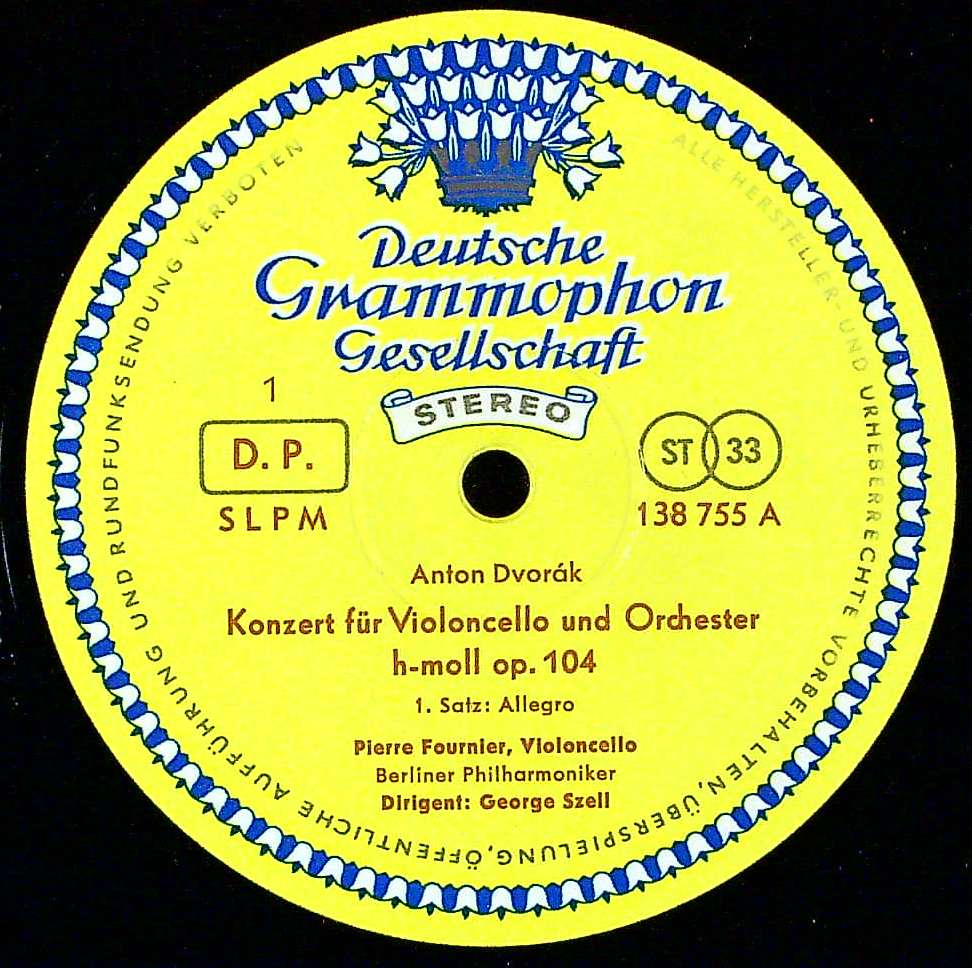 Deutsche
Grammophon
Gesellschaft
STEREO
1
D. P.
SLPM
ST 33
138 755 A
Anton Dvorák
Konzert für Violoncello und Orchester
h-moll op. 104
1. Satz: Allegro
Pierre Fournier, Violoncello
Berliner Philharmoniker
Dirigent: George Szell
ALLE HERSTELLER- UND URHEBERRECHTE VORBEHALTEN, ÜBERSPIELUNG, ÖFFENTLICHE AUFFÜHRUNG UND RUNDFUNKSENDUNG VERBOTEN